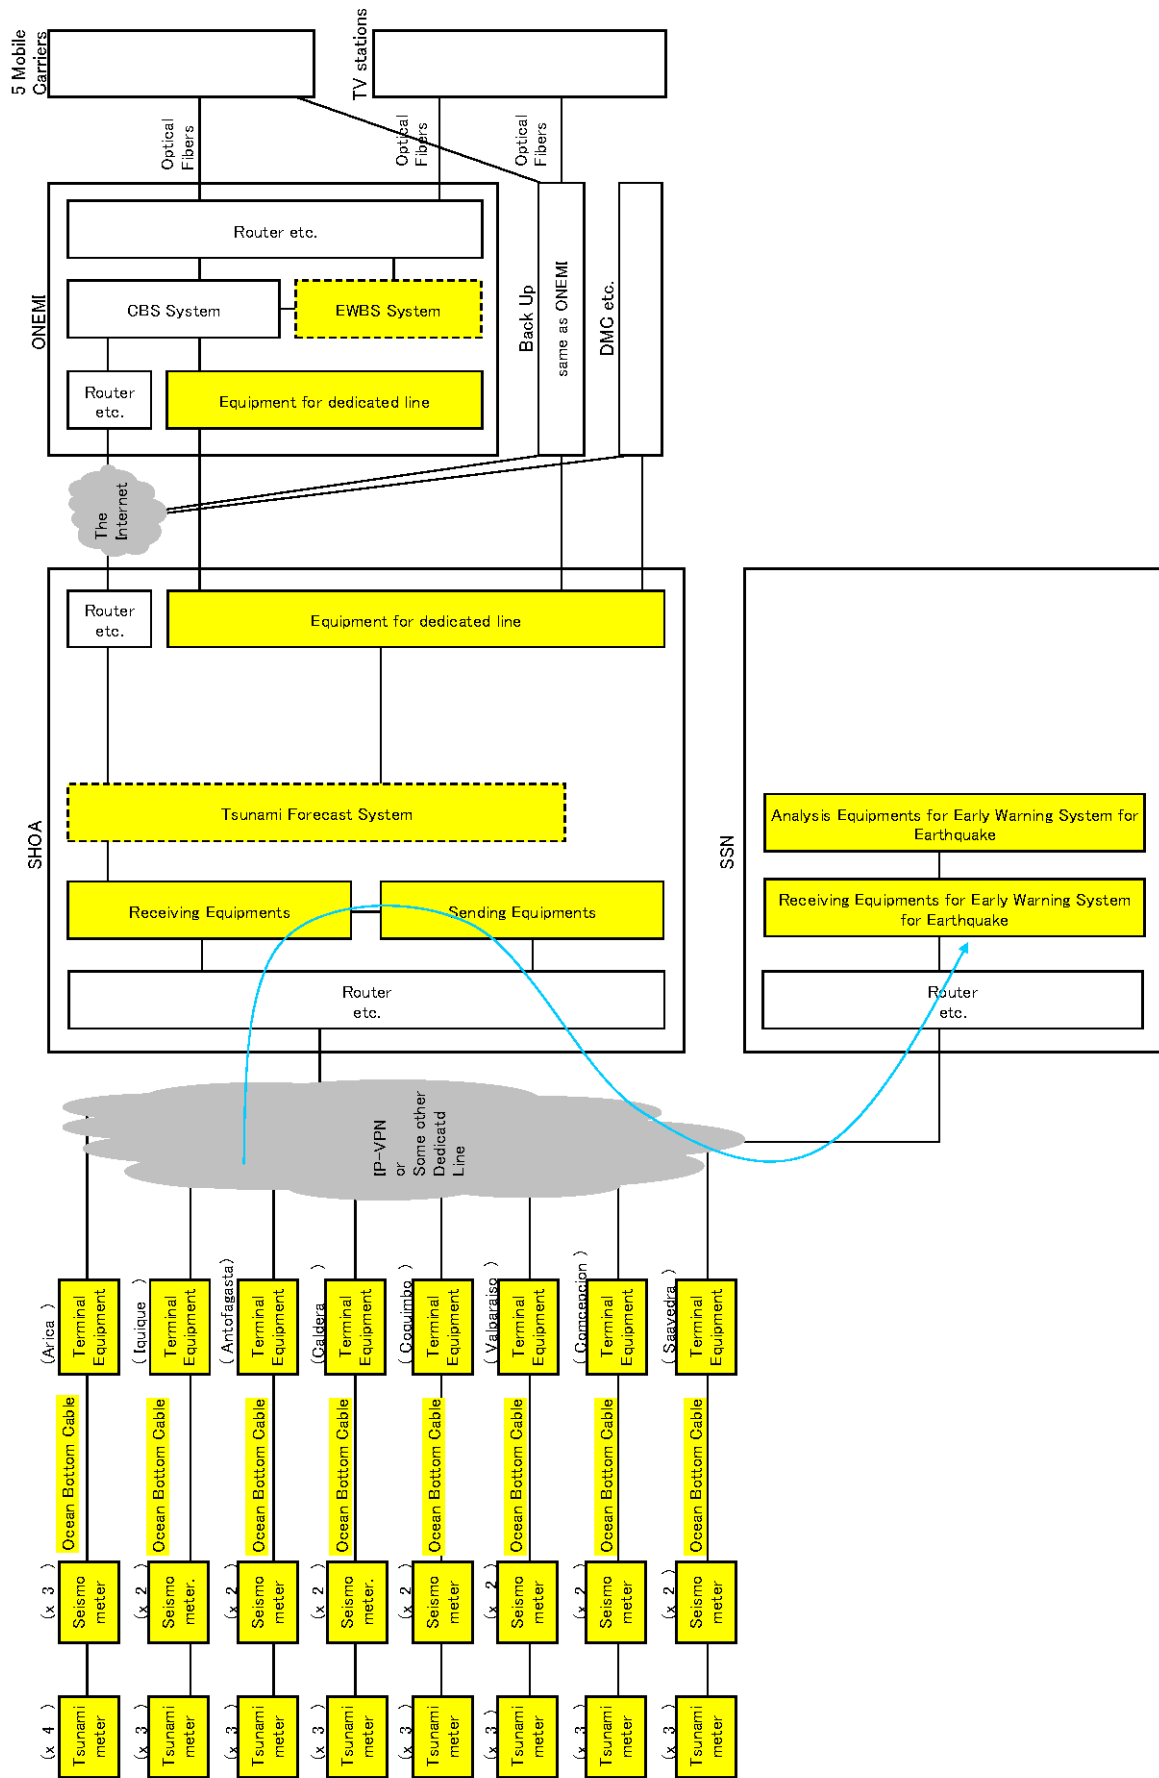 5 Mobile
Carriers
TV stations
Optical
Fibers
Optical
Fibers
Optical
Fibers
ONEMI
Router etc.
CBS System
EWBS System
Router
etc.
Equipment for dedicated line
Back Up
same as ONEMI
DMC etc.
The
Internet
SHOA
Router
etc.
Equipment for dedicated line
Tsunami Forecast System
Receiving Equipments
Sending Equipments
Router
etc.
SSN
Analysis Equipments for Early Warning System for
Earthquake
Receiving Equipments for Early Warning System
for Earthquake
Router
etc.
IP-VPN
or
Some other
Dedicatd
Line
(Arica )
Terminal
Equipment
( Iquique )
Terminal
Equipment
( Antofagasta)
Terminal
Equipment
(Caldera )
Terminal
Equipment
( Coquimbo )
Terminal
Equipment
( Valparaiso )
Terminal
Equipment
( Comcepcion )
Terminal
Equipment
( Saavedra )
Terminal
Equipment
Ocean Bottom Cable
Ocean Bottom Cable
Ocean Bottom Cable
Ocean Bottom Cable
Ocean Bottom Cable
Ocean Bottom Cable
Ocean Bottom Cable
Ocean Bottom Cable
(x 3 )
Seismo
meter
(x 2 )
Seismo
meter.
(x 2 )
Seismo
meter
(x 2 )
Seismo
meter.
(x 2 )
Seismo
meter
(x 2 )
Seismo
meter
(x 2 )
Seismo
meter
(x 2 )
Seismo
meter
(x 4 )
Tsunami
meter
(x 3 )
Tsunami
meter
(x 3 )
Tsunami
meter
(x 3 )
Tsunami
meter
(x 3 )
Tsunami
meter
(x 3 )
Tsunami
meter
(x 3 )
Tsunami
meter
(x 3 )
Tsunami
meter